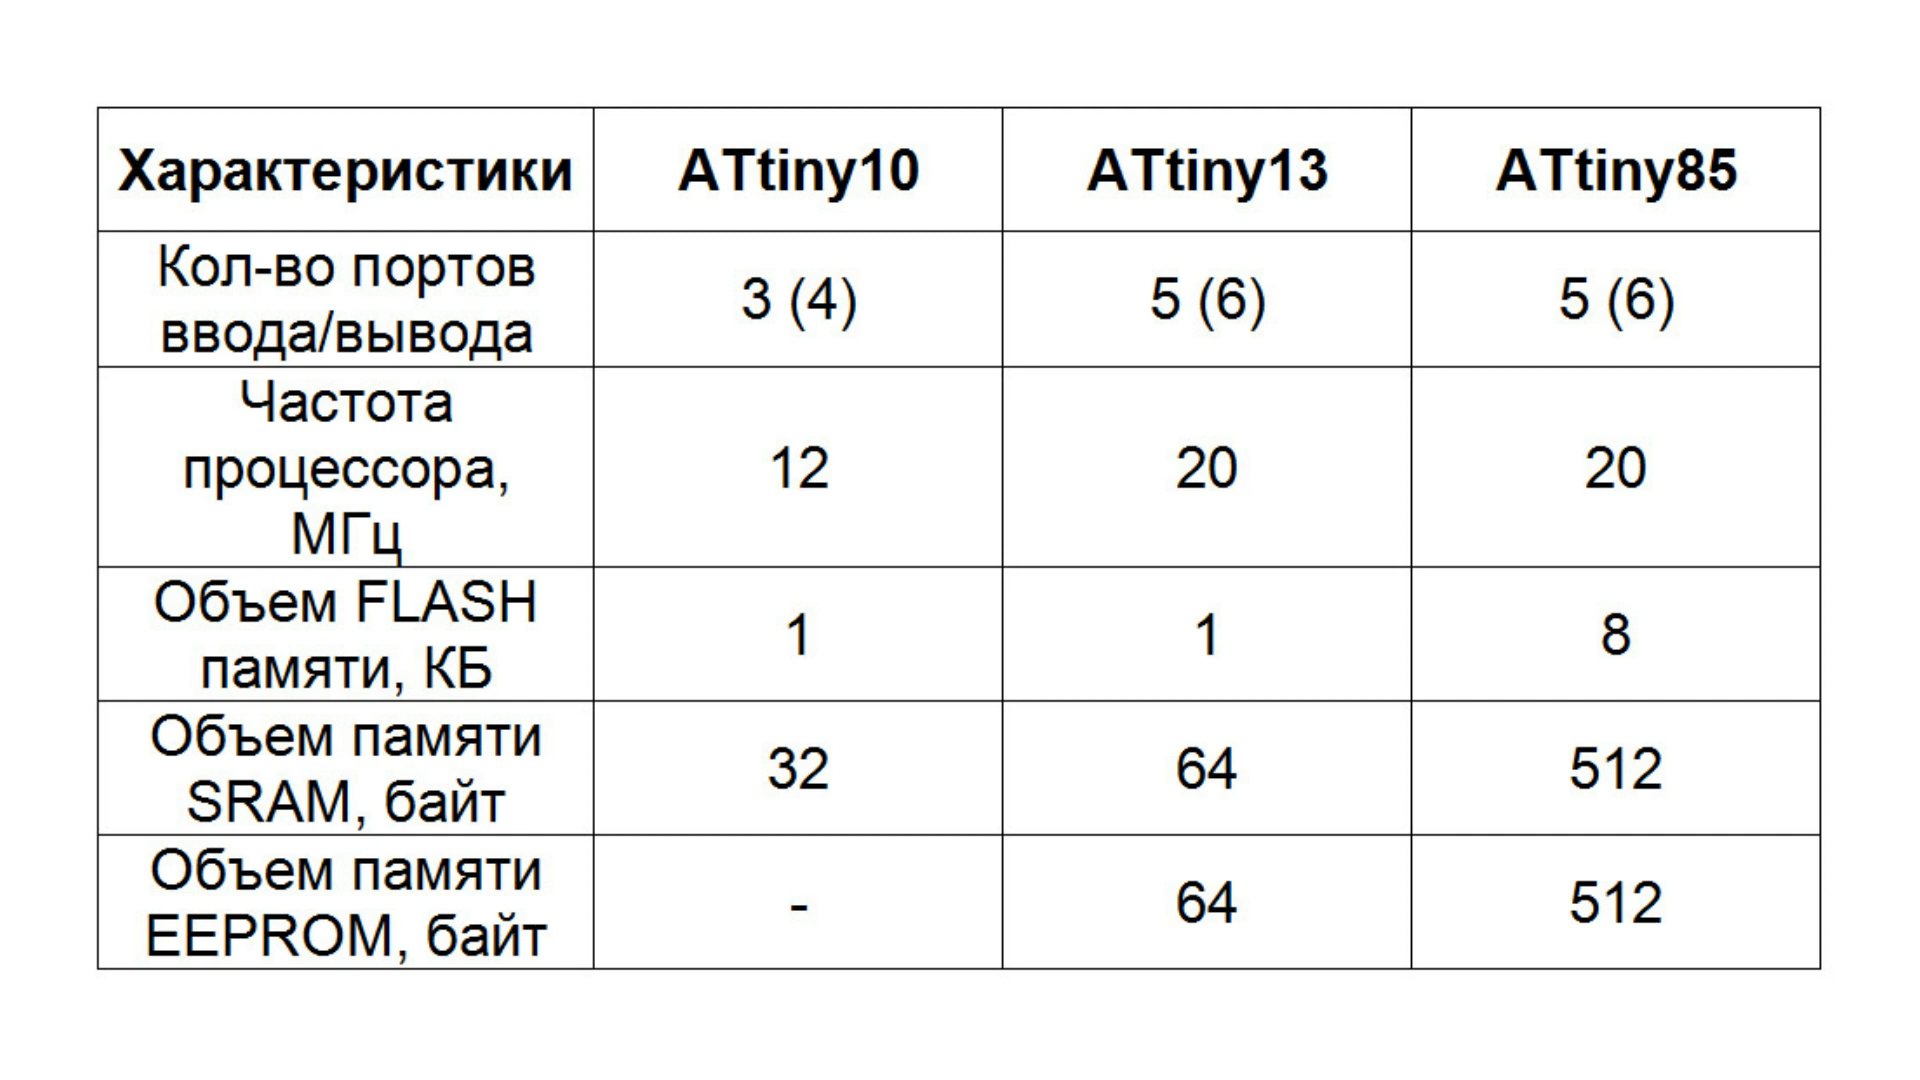 Характеристики ATtiny10 ATtiny13 ATtiny85
Кол-во портов
ввода/вывода
3 (4) 5 (6) 5 (6)
Частота
процессора,
МГц
12 20 20
Объем FLASH
памяти, КБ
1 1 8
Объем памяти
SRAM, байт
32 64 512
Объем памяти
EEPROM, байт
- 64 512